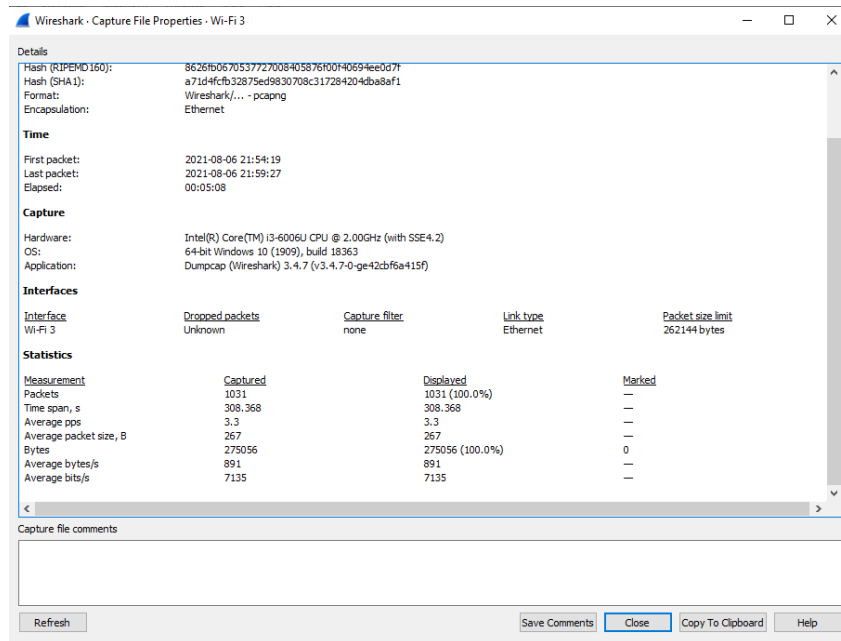 Wireshark · Capture File Properties · Wi-Fi 3
Details
Hash (RIPEMD160): 8626fb0670537727008405876f00f40694ee0d7f
Hash (SHA1): a71d4fcfb32875ed9830708c317284204dba8af1
Format: Wireshark/... - pcapng
Encapsulation: Ethernet
Time
First packet: 2021-08-06 21:54:19
Last packet: 2021-08-06 21:59:27
Elapsed: 00:05:08
Capture
Hardware: Intel(R) Core(TM) i3-6006U CPU @ 2.00GHz (with SSE4.2)
OS: 64-bit Windows 10 (1909), build 18363
Application: Dumpcap (Wireshark) 3.4.7 (v3.4.7-0-ge42cbf6a415f)
Interfaces
Interface Dropped packets Capture filter Link type Packet size limit
Wi-Fi 3 Unknown none Ethernet 262144 bytes
Statistics
Measurement Captured Displayed Marked
Packets 1031 1031 (100.0%) —
Time span, s 308.368 308.368 —
Average pps 3.3 3.3 —
Average packet size, B 267 267 —
Bytes 275056 275056 (100.0%) 0
Average bytes/s 891 891 —
Average bits/s 7135 7135 —
Capture file comments
Refresh Save Comments Close Copy To Clipboard Help